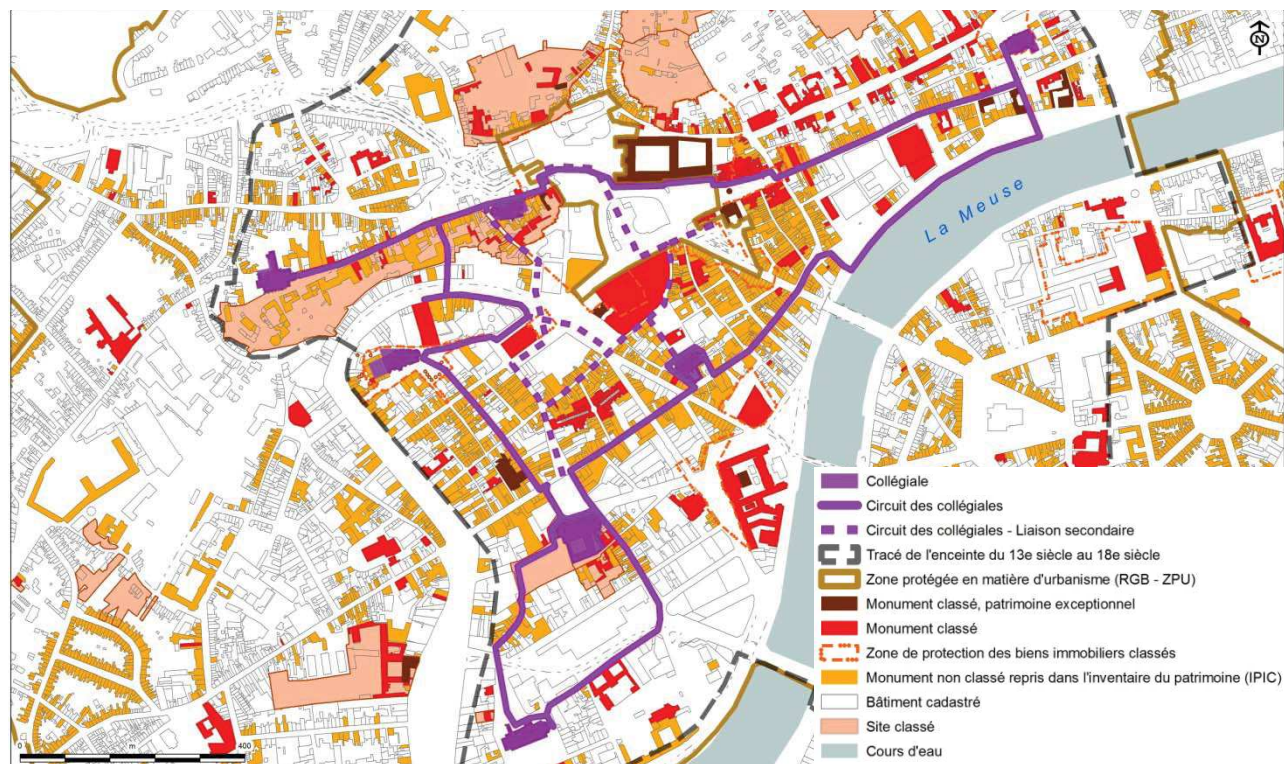 N
La Meuse
Collégiale
Circuit des collégiales
Circuit des collégiales - Liaison secondaire
Tracé de l'enceinte du 13e siècle au 18e siècle
Zone protégée en matière d'urbanisme (RGB - ZPU)
Monument classé, patrimoine exceptionnel
Monument classé
Zone de protection des biens immobiliers classés
Monument non classé repris dans l'inventaire du patrimoine (IPIC)
Bâtiment cadastré
Site classé
Cours d'eau
0 m 400